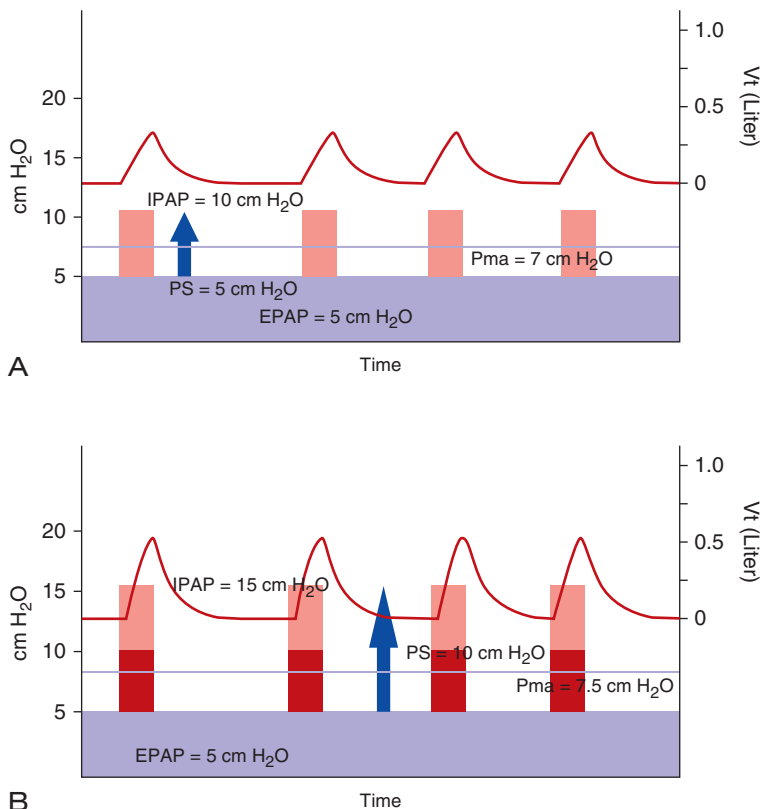 20
15
10
5
cm H₂O
1.0
0.5
0
Vt (Liter)
IPAP = 10 cm H₂O
Pma = 7 cm H₂O
PS = 5 cm H₂O
EPAP = 5 cm H₂O
A
Time
20
15
10
5
cm H₂O
1.0
0.5
0
Vt (Liter)
IPAP = 15 cm H₂O
PS = 10 cm H₂O
Pma = 7.5 cm H₂O
EPAP = 5 cm H₂O
B
Time